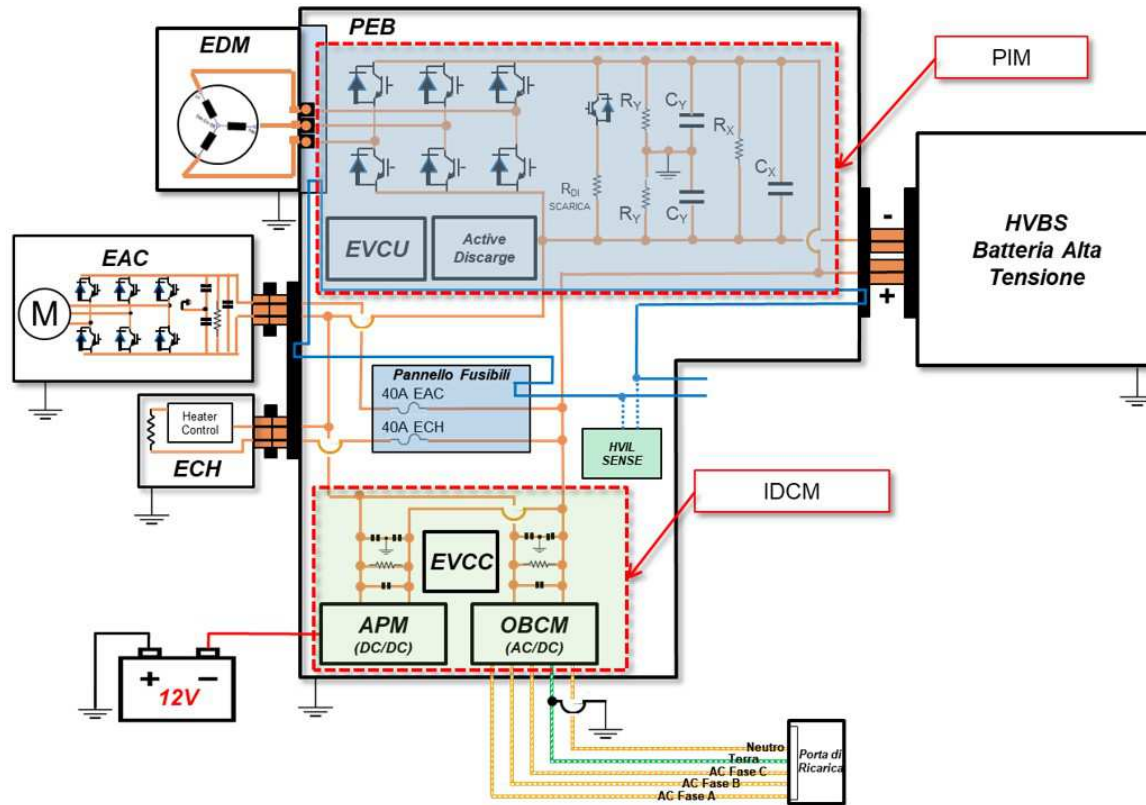 PEB
EDM
PIM
R_Y
C_Y
R_X
C_X
R_DI
SCARICA
R_Y
C_Y
EVCU
Active
Discarge
-
+
HVBS
Batteria Alta
Tensione
EAC
M
Pannello Fusibili
40A EAC
40A ECH
Heater
Control
ECH
HVIL
SENSE
IDCM
EVCC
APM
(DC/DC)
OBCM
(AC/DC)
+ −
12V
Neutro
Terra
AC Fase C
AC Fase B
AC Fase A
Porta di
Ricarica